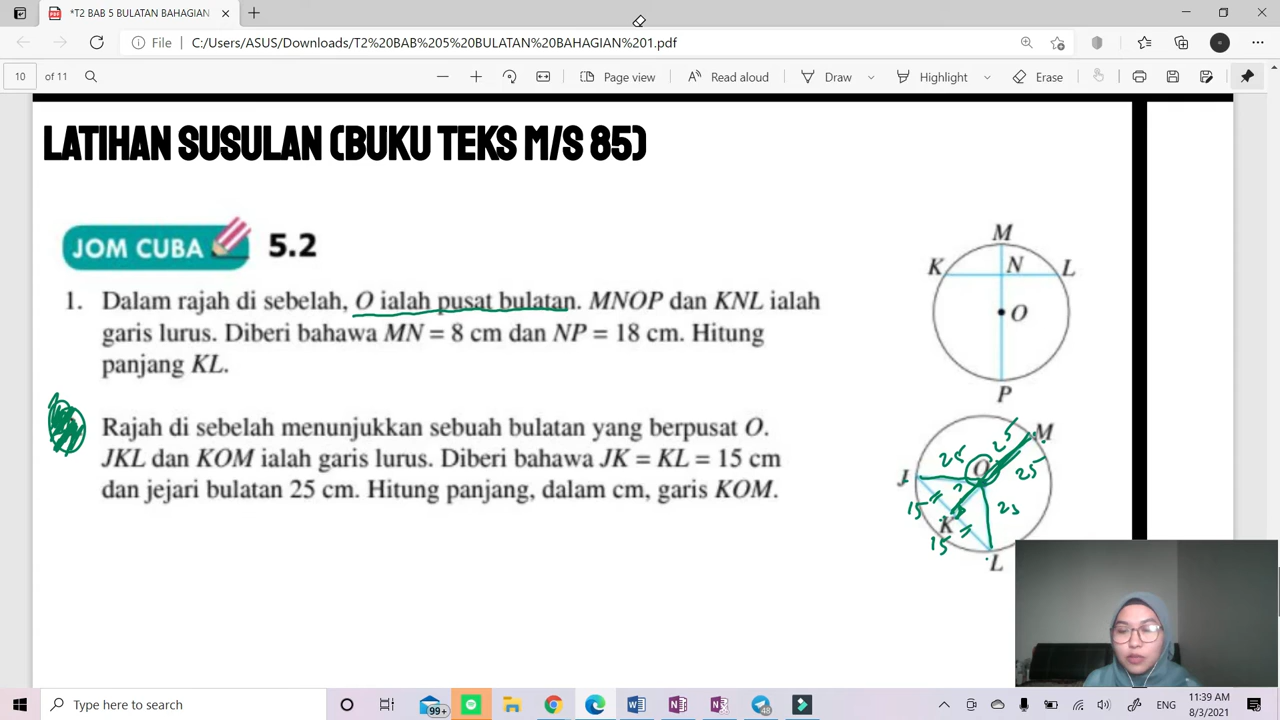 *T2 BAB 5 BULATAN BAHAGIAN
File C:/Users/ASUS/Downloads/T2%20BAB%205%20BULATAN%20BAHAGIAN%201.pdf
10 of 11 Page view Read aloud Draw Highlight Erase
LATIHAN SUSULAN (BUKU TEKS M/S 85)
JOM CUBA 5.2
1. Dalam rajah di sebelah, O ialah pusat bulatan. MNOP dan KNL ialah
garis lurus. Diberi bahawa MN = 8 cm dan NP = 18 cm. Hitung
panjang KL.
M
K N L
O
P
Rajah di sebelah menunjukkan sebuah bulatan yang berpusat O.
JKL dan KOM ialah garis lurus. Diberi bahawa JK = KL = 15 cm
dan jejari bulatan 25 cm. Hitung panjang, dalam cm, garis KOM.
M
25 25
O 25
J ?
15 25
K
15
L
Type here to search
99+
ENG
11:39 AM
8/3/2021